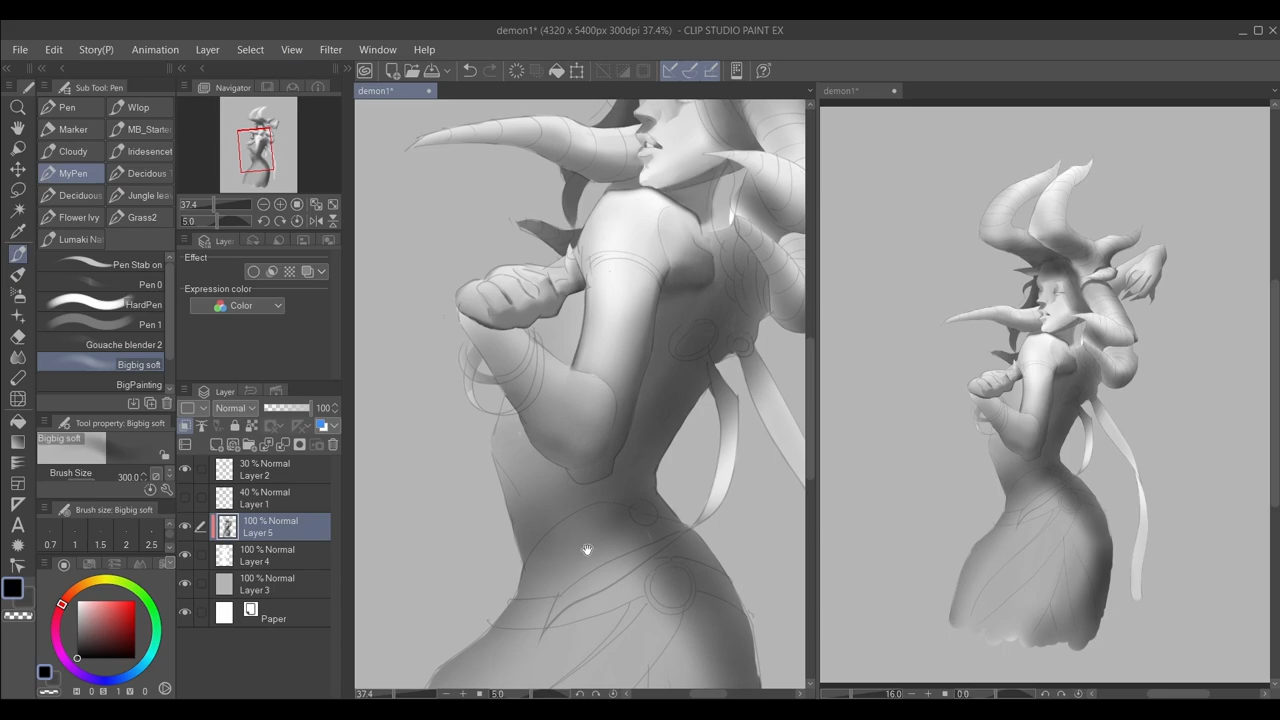 demon1* (4320 x 5400px 300dpi 37.4%) - CLIP STUDIO PAINT EX
File Edit Story(P) Animation Layer Select View Filter Window Help
Sub Tool: Pen
Navigator
demon1*
demon1*
Pen
Wlop
Marker
MB_Starte
Cloudy
Iridesencet
MyPen
Decidous
Deciduous
Jungle lea
Flower Ivy
Grass2
Lumaki Na
Pen Stab on
Pen 0
HardPen
Pen 1
Gouache blender 2
Bigbig soft
BigPainting
37.4
5.0
Layer
Effect
Expression color
Color
Layer
Normal 100
30 % Normal
Layer 2
40 % Normal
Layer 1
100 % Normal
Layer 5
100 % Normal
Layer 4
100 % Normal
Layer 3
Paper
Tool property: Bigbig soft
Bigbig soft
Brush Size 300.0
Brush size: Bigbig soft
0.7 1 1.5 2 2.5
H 0 S 1 V 0
37.4 5.0
16.0 0.0